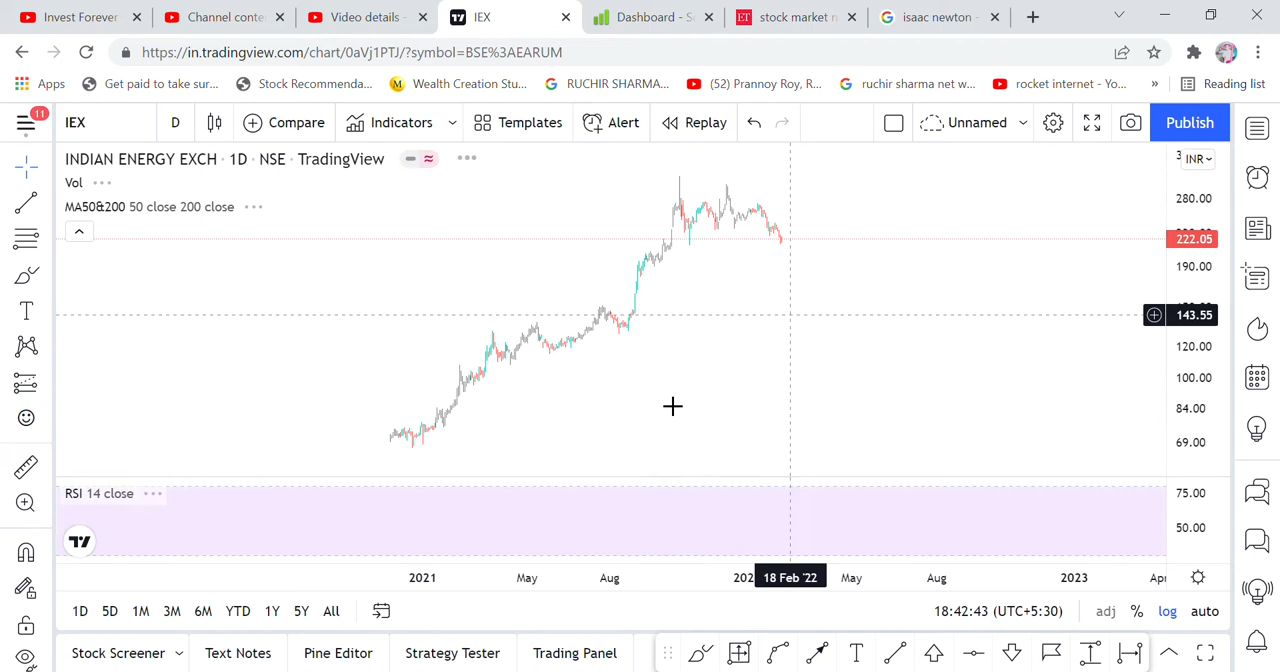 Invest Forever
Channel conte
Video details -
IEX
Dashboard - S
stock market n
isaac newton -
https://in.tradingview.com/chart/0aVj1PTJ/?symbol=BSE%3AEARUM
Apps
Get paid to take sur...
Stock Recommenda...
Wealth Creation Stu...
RUCHIR SHARMA...
(52) Prannoy Roy, R...
ruchir sharma net w...
rocket internet - Yo...
»
Reading list
11
IEX
D
Compare
Indicators
Templates
Alert
Replay
Unnamed
Publish
INDIAN ENERGY EXCH · 1D · NSE · TradingView
INR
Vol
MA50&200 50 close 200 close
280.00
222.05
190.00
143.55
120.00
100.00
84.00
69.00
RSI 14 close
75.00
50.00
2021
May
Aug
202
18 Feb '22
May
Aug
2023
Ap
1D
5D
1M
3M
6M
YTD
1Y
5Y
All
18:42:43 (UTC+5:30)
adj
%
log
auto
Stock Screener
Text Notes
Pine Editor
Strategy Tester
Trading Panel